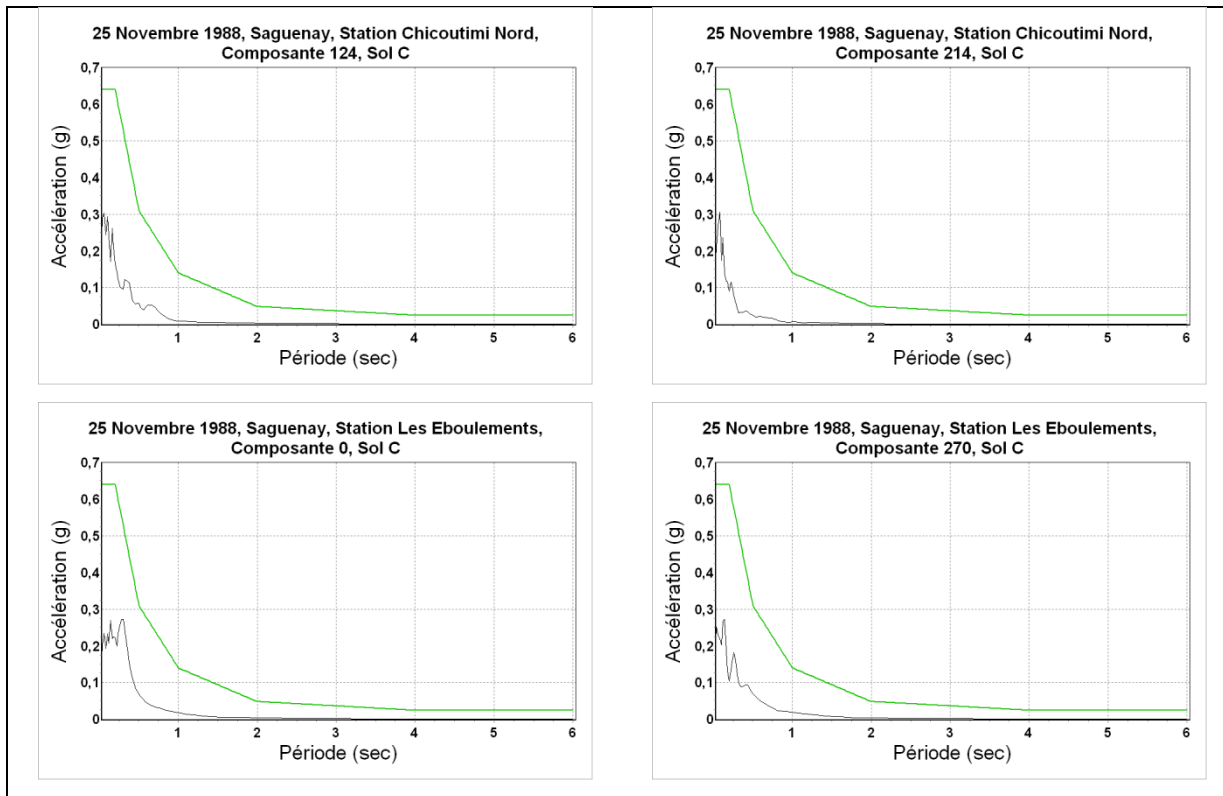 25 Novembre 1988, Saguenay, Station Chicoutimi Nord,
Composante 124, Sol C
Accélération (g)
0,7
0,6
0,5
0,4
0,3
0,2
0,1
0
1 2 3 4 5 6
Période (sec)
25 Novembre 1988, Saguenay, Station Chicoutimi Nord,
Composante 214, Sol C
Accélération (g)
0,7
0,6
0,5
0,4
0,3
0,2
0,1
0
1 2 3 4 5 6
Période (sec)
25 Novembre 1988, Saguenay, Station Les Eboulements,
Composante 0, Sol C
Accélération (g)
0,7
0,6
0,5
0,4
0,3
0,2
0,1
0
1 2 3 4 5 6
Période (sec)
25 Novembre 1988, Saguenay, Station Les Eboulements,
Composante 270, Sol C
Accélération (g)
0,7
0,6
0,5
0,4
0,3
0,2
0,1
0
1 2 3 4 5 6
Période (sec)